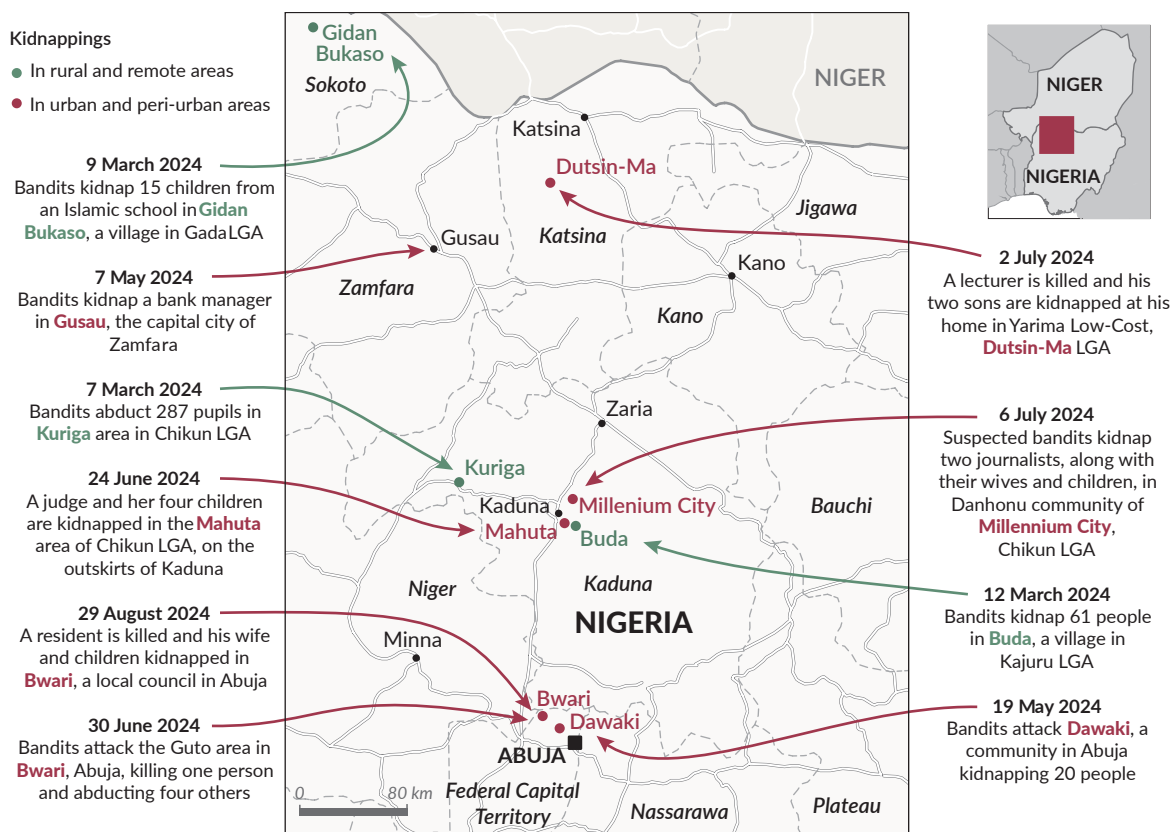 Kidnappings
In rural and remote areas
In urban and peri-urban areas
9 March 2024
Bandits kidnap 15 children from
an Islamic school in Gidan
Bukaso, a village in GadaLGA
7 May 2024
Bandits kidnap a bank manager
in Gusau, the capital city of
Zamfara
7 March 2024
Bandits abduct 287 pupils in
Kuriga area in Chikun LGA
24 June 2024
A judge and her four children
are kidnapped in the Mahuta
area of Chikun LGA, on the
outskirts of Kaduna
29 August 2024
A resident is killed and his wife
and children kidnapped in
Bwari, a local council in Abuja
30 June 2024
Bandits attack the Guto area in
Bwari, Abuja, killing one person
and abducting four others
Gidan
Bukaso
Sokoto
NIGER
Katsina
Dutsin-Ma
Jigawa
Katsina
Gusau
Kano
Zamfara
Kano
Zaria
Kuriga
Kaduna
Millenium City
Mahuta
Buda
Bauchi
Kaduna
Niger
NIGERIA
Minna
Bwari
Dawaki
ABUJA
Federal Capital
Territory
Nassarawa
Plateau
0
80 km
NIGER
NIGERIA
2 July 2024
A lecturer is killed and his
two sons are kidnapped at his
home in Yarima Low-Cost,
Dutsin-Ma LGA
6 July 2024
Suspected bandits kidnap
two journalists, along with
their wives and children, in
Danhonu community of
Millennium City,
Chikun LGA
12 March 2024
Bandits kidnap 61 people
in Buda, a village in
Kajuru LGA
19 May 2024
Bandits attack Dawaki, a
community in Abuja
kidnapping 20 people